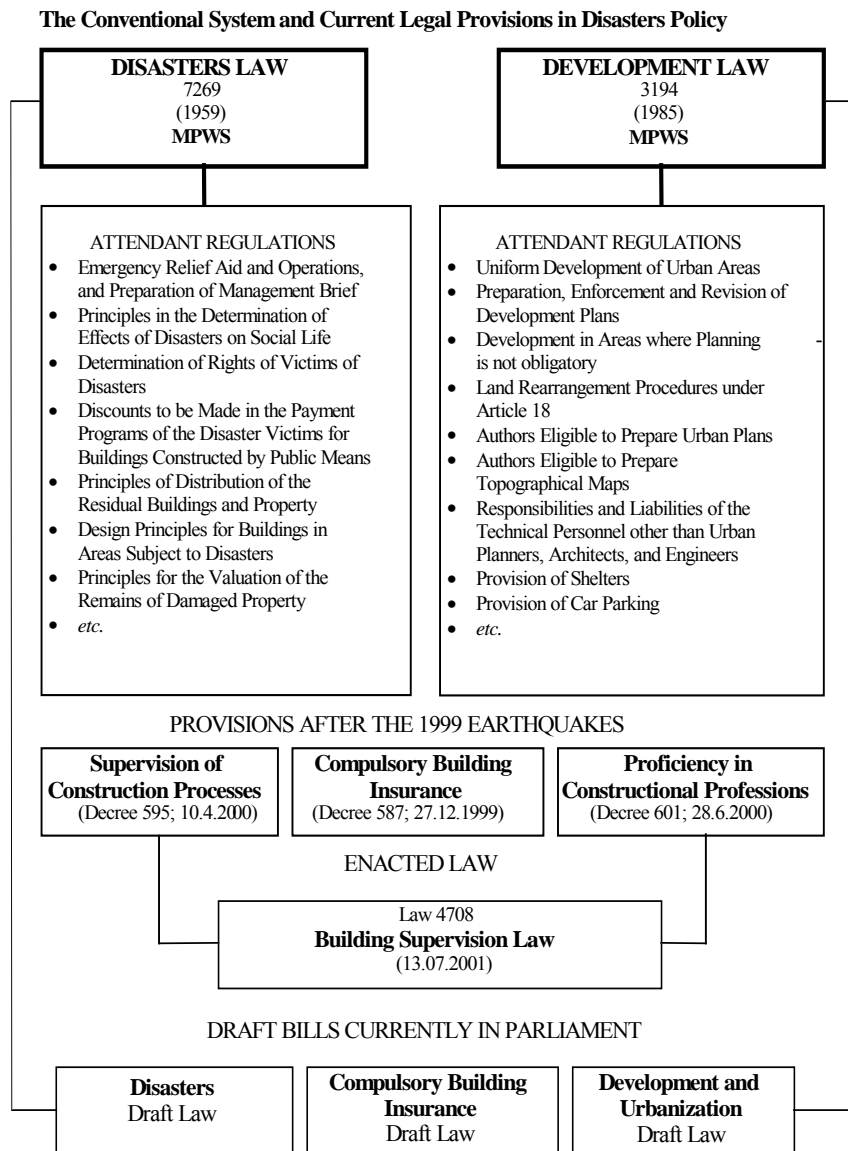 The Conventional System and Current Legal Provisions in Disasters Policy
DISASTERS LAW
7269
(1959)
MPWS
DEVELOPMENT LAW
3194
(1985)
MPWS
ATTENDANT REGULATIONS
• Emergency Relief Aid and Operations,
and Preparation of Management Brief
• Principles in the Determination of
Effects of Disasters on Social Life
• Determination of Rights of Victims of
Disasters
• Discounts to be Made in the Payment
Programs of the Disaster Victims for
Buildings Constructed by Public Means
• Principles of Distribution of the
Residual Buildings and Property
• Design Principles for Buildings in
Areas Subject to Disasters
• Principles for the Valuation of the
Remains of Damaged Property
• etc.
ATTENDANT REGULATIONS
• Uniform Development of Urban Areas
• Preparation, Enforcement and Revision of
Development Plans
• Development in Areas where Planning -
is not obligatory
• Land Rearrangement Procedures under
Article 18
• Authors Eligible to Prepare Urban Plans
• Authors Eligible to Prepare
Topographical Maps
• Responsibilities and Liabilities of the
Technical Personnel other than Urban
Planners, Architects, and Engineers
• Provision of Shelters
• Provision of Car Parking
• etc.
PROVISIONS AFTER THE 1999 EARTHQUAKES
Supervision of
Construction Processes
(Decree 595; 10.4.2000)
Compulsory Building
Insurance
(Decree 587; 27.12.1999)
Proficiency in
Constructional Professions
(Decree 601; 28.6.2000)
ENACTED LAW
Law 4708
Building Supervision Law
(13.07.2001)
DRAFT BILLS CURRENTLY IN PARLIAMENT
Disasters
Draft Law
Compulsory Building
Insurance
Draft Law
Development and
Urbanization
Draft Law